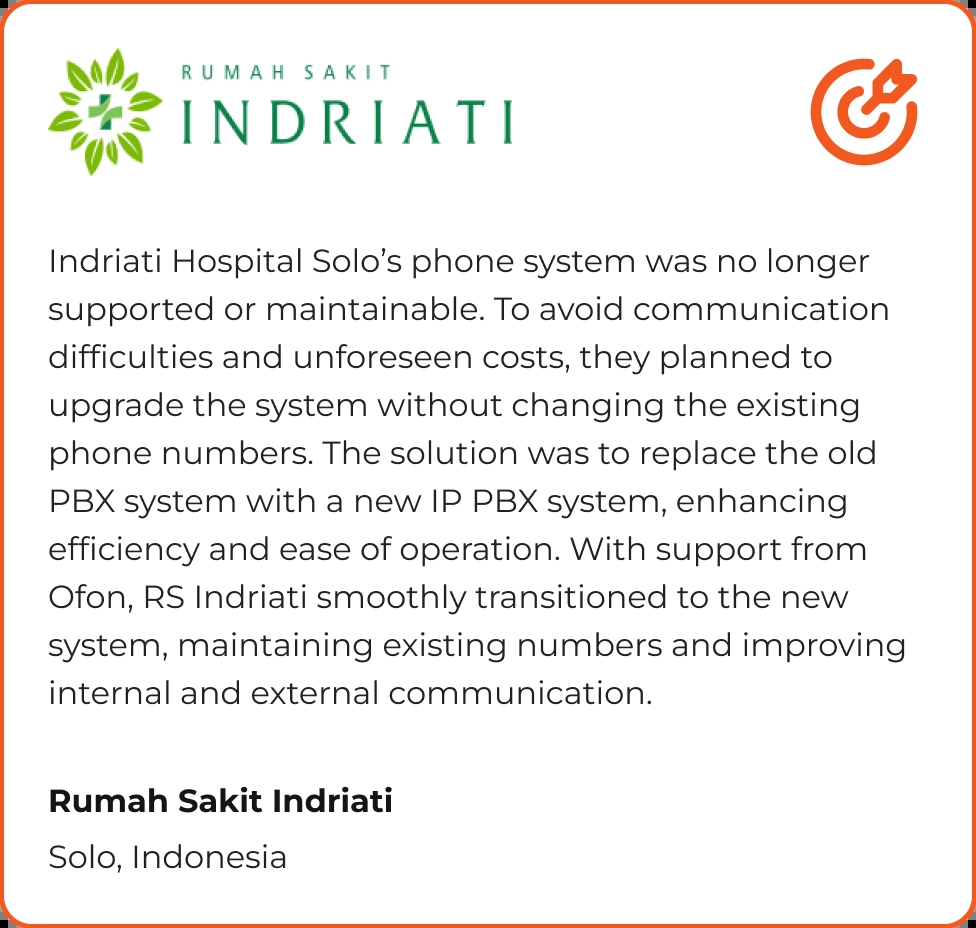 RUMAH SAKIT
INDRIATI
Indriati Hospital Solo’s phone system was no longer
supported or maintainable. To avoid communication
difficulties and unforeseen costs, they planned to
upgrade the system without changing the existing
phone numbers. The solution was to replace the old
PBX system with a new IP PBX system, enhancing
efficiency and ease of operation. With support from
Ofon, RS Indriati smoothly transitioned to the new
system, maintaining existing numbers and improving
internal and external communication.
Rumah Sakit Indriati
Solo, Indonesia